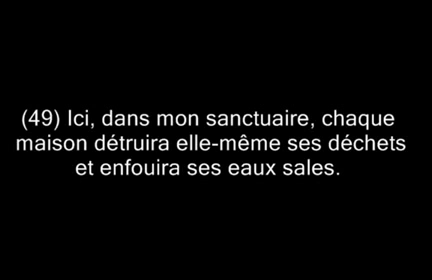 (49) Ici, dans mon sanctuaire, chaque
maison détruira elle-même ses déchets
et enfouira ses eaux sales.